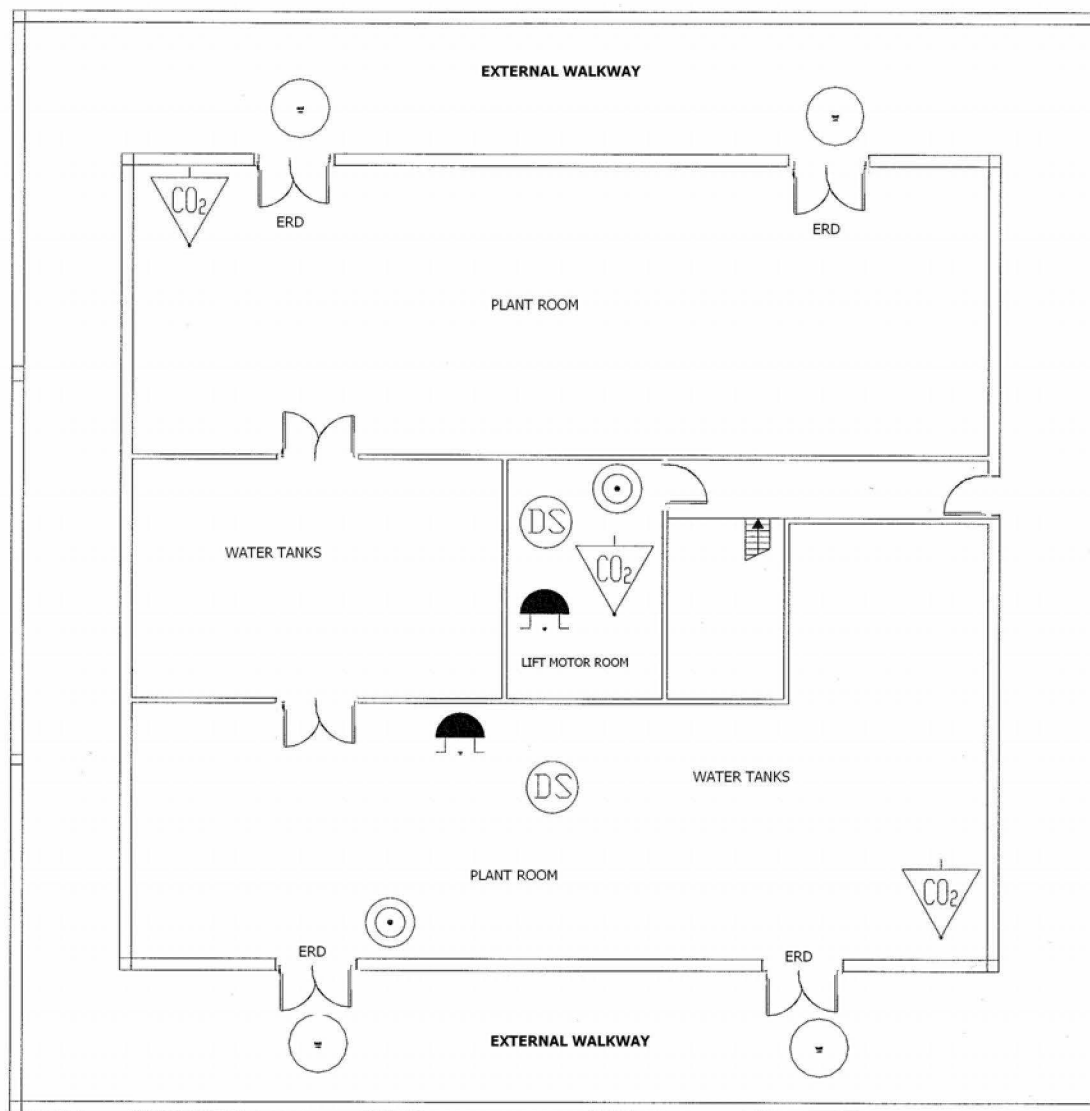 EXTERNAL WALKWAY
CO2
ERD
ERD
PLANT ROOM
DS
WATER TANKS
CO2
LIFT MOTOR ROOM
DS
WATER TANKS
PLANT ROOM
CO2
ERD
ERD
EXTERNAL WALKWAY